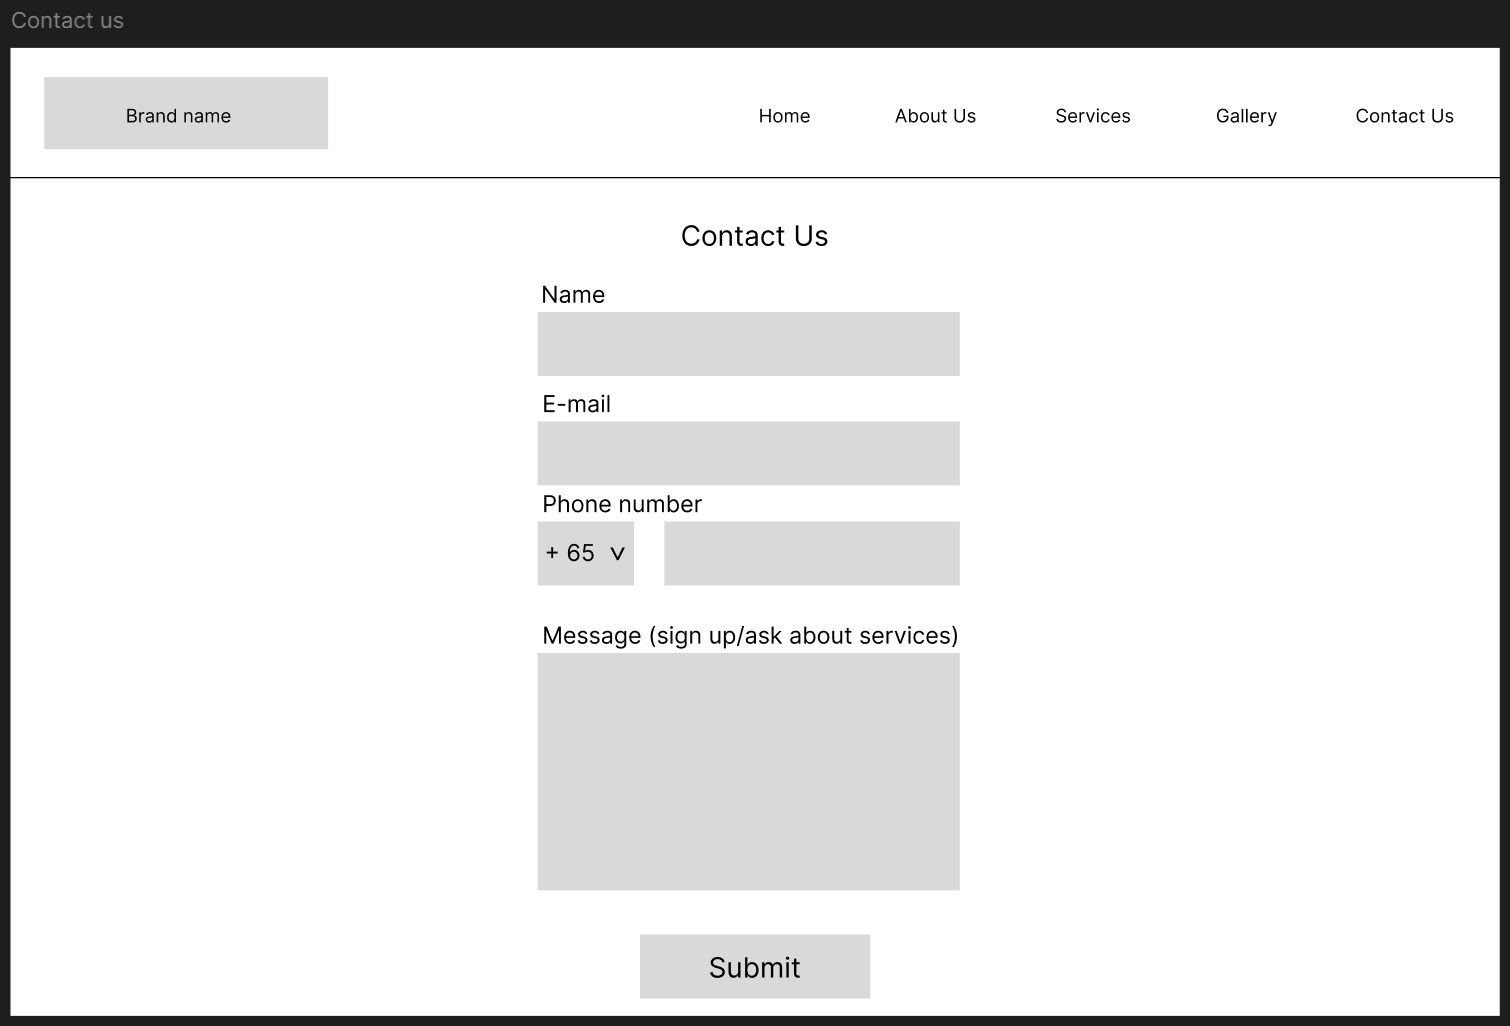 Contact us
Brand name
Home
About Us
Services
Gallery
Contact Us
Contact Us
Name
E-mail
Phone number
+ 65 V
Message (sign up/ask about services)
Submit